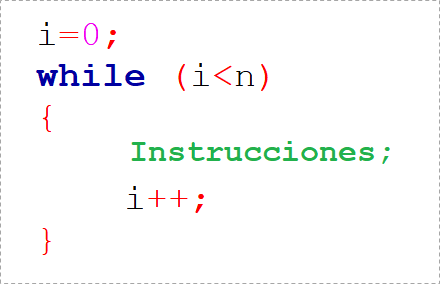 i=0;
while (i<n)
{
Instrucciones;
i++;
}